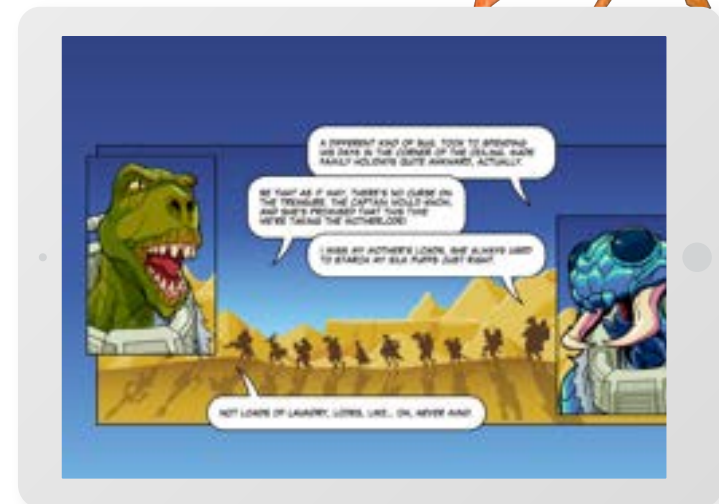 A DIFFERENT KIND OF BUG. TOOK TO SPENDING
HIS DAYS IN THE CORNER OF THE CEILING. MADE
FAMILY HOLIDAYS QUITE AWKWARD, ACTUALLY.
BE THAT AS IT MAY, THERE'S NO CURSE ON
THE TREASURE. THE CAPTAIN WOULD KNOW.
AND SHE'S PROMISED THAT THIS TIME
WE'RE TAKING THE MOTHERLODE!
I MISS MY MOTHER'S LOADS. SHE ALWAYS USED
TO STARCH MY SILK PUFFS JUST RIGHT.
NOT LOADS OF LAUNDRY, LODES, LIKE... OH, NEVER MIND.